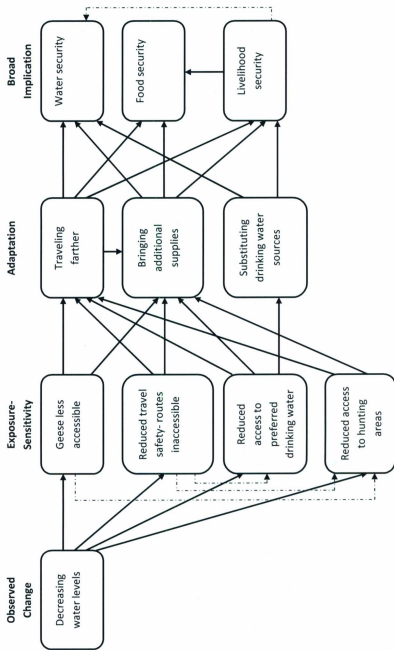 Observed
Change
Exposure-
Sensitivity
Adaptation
Broad
Implication
Decreasing
water levels
Geese less
accessible
Reduced travel
safety- routes
inaccessible
Reduced
access to
preferred
drinking water
Reduced access
to hunting
areas
Traveling
farther
Bringing
additional
supplies
Substituting
drinking water
sources
Water security
Food security
Livelihood
security